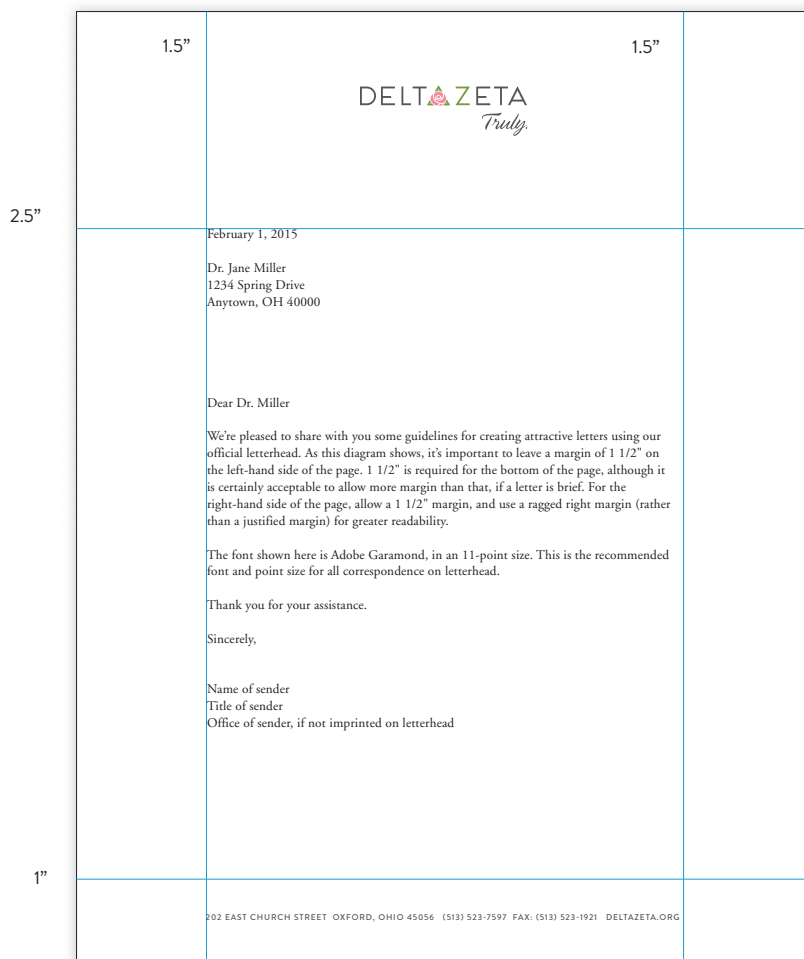 1.5”
1.5”
DELTA ZETA
Truly.
2.5”
February 1, 2015
Dr. Jane Miller
1234 Spring Drive
Anytown, OH 40000
Dear Dr. Miller
We’re pleased to share with you some guidelines for creating attractive letters using our
official letterhead. As this diagram shows, it’s important to leave a margin of 1 1/2" on
the left-hand side of the page. 1 1/2" is required for the bottom of the page, although it
is certainly acceptable to allow more margin than that, if a letter is brief. For the
right-hand side of the page, allow a 1 1/2" margin, and use a ragged right margin (rather
than a justified margin) for greater readability.
The font shown here is Adobe Garamond, in an 11-point size. This is the recommended
font and point size for all correspondence on letterhead.
Thank you for your assistance.
Sincerely,
Name of sender
Title of sender
Office of sender, if not imprinted on letterhead
1”
202 EAST CHURCH STREET OXFORD, OHIO 45056 (513) 523-7597 FAX: (513) 523-1921 DELTAZETA.ORG